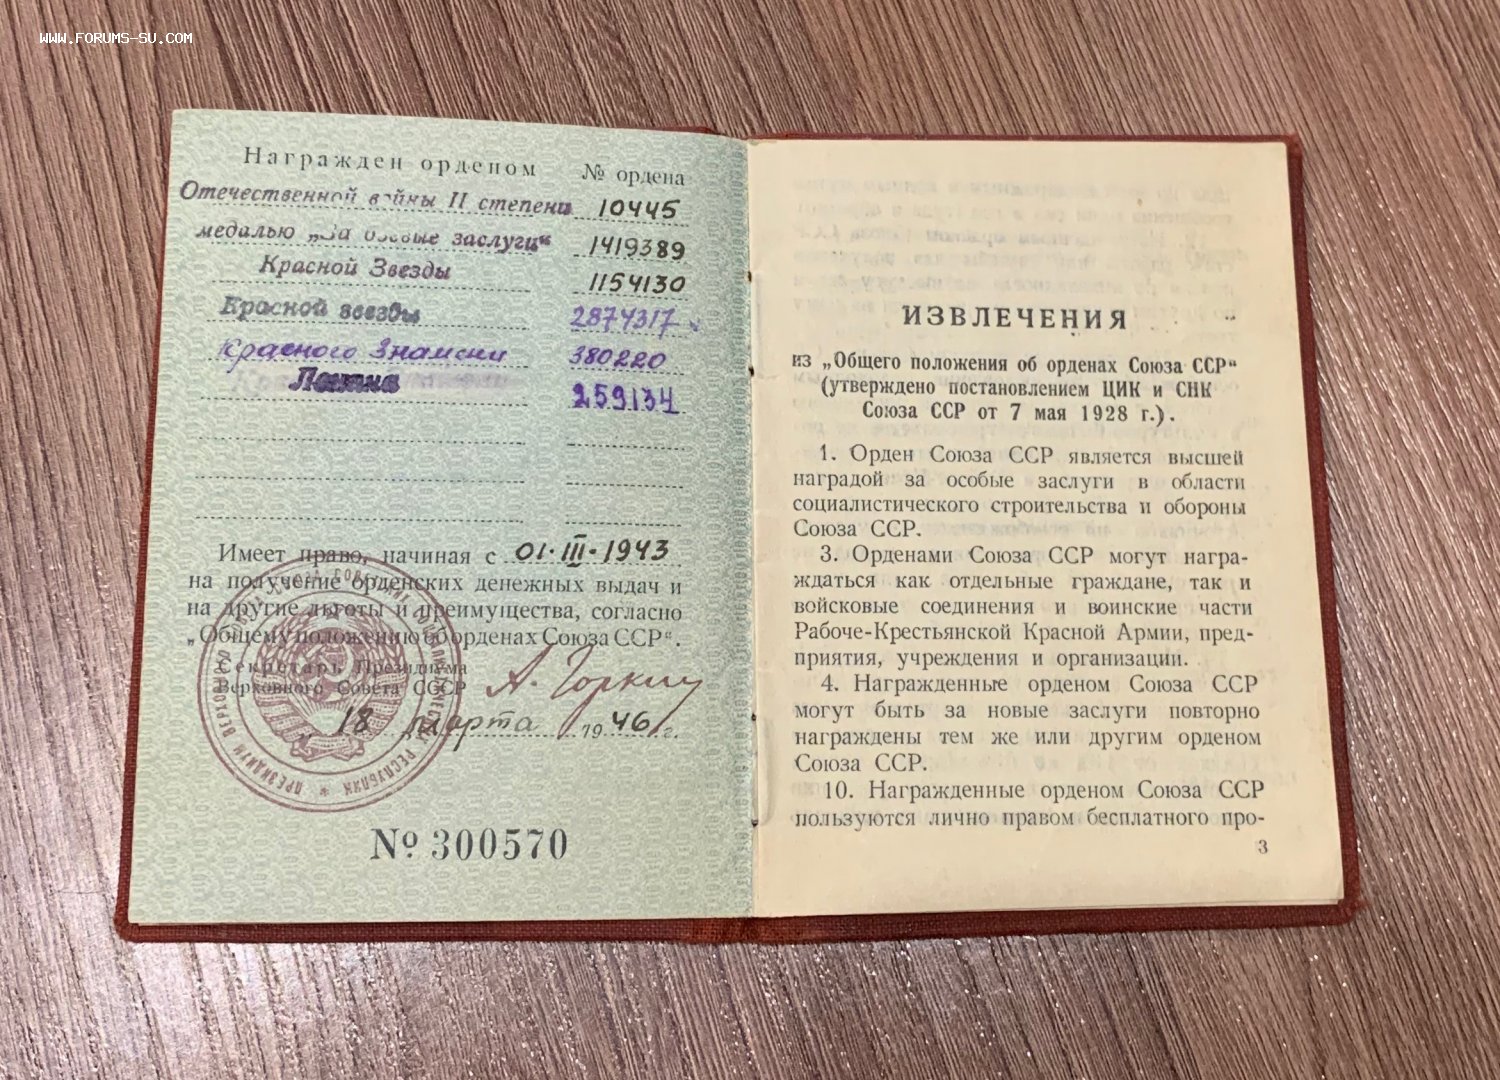 WWW.FORUMS-SU.COM
Награжден орденом № ордена
Отечественной войны II степени 10445
медалью „За боевые заслуги“ 1419389
Красной Звезды 1154130
Красной звезды 2874317
Красного Знамени 380220
Ленина 259134
Имеет право, начиная с 01·III·1943
на получение орденских денежных выдач и
на другие льготы и преимущества, согласно
„Общему положению об орденах Союза ССР“.
Секретарь Президиума
Верховного Совета СССР А. Горкин
„ 18 марта 1946 г.
№ 300570
ИЗВЛЕЧЕНИЯ
из „Общего положения об орденах Союза ССР“
(утверждено постановлением ЦИК и СНК
Союза ССР от 7 мая 1928 г.).
1. Орден Союза ССР является высшей
наградой за особые заслуги в области
социалистического строительства и обороны
Союза ССР.
3. Орденами Союза ССР могут награ-
ждаться как отдельные граждане, так и
войсковые соединения и воинские части
Рабоче-Крестьянской Красной Армии, пред-
приятия, учреждения и организации.
4. Награжденные орденом Союза ССР
могут быть за новые заслуги повторно
награждены тем же или другим орденом
Союза ССР.
10. Награжденные орденом Союза ССР
пользуются лично правом бесплатного про-
3